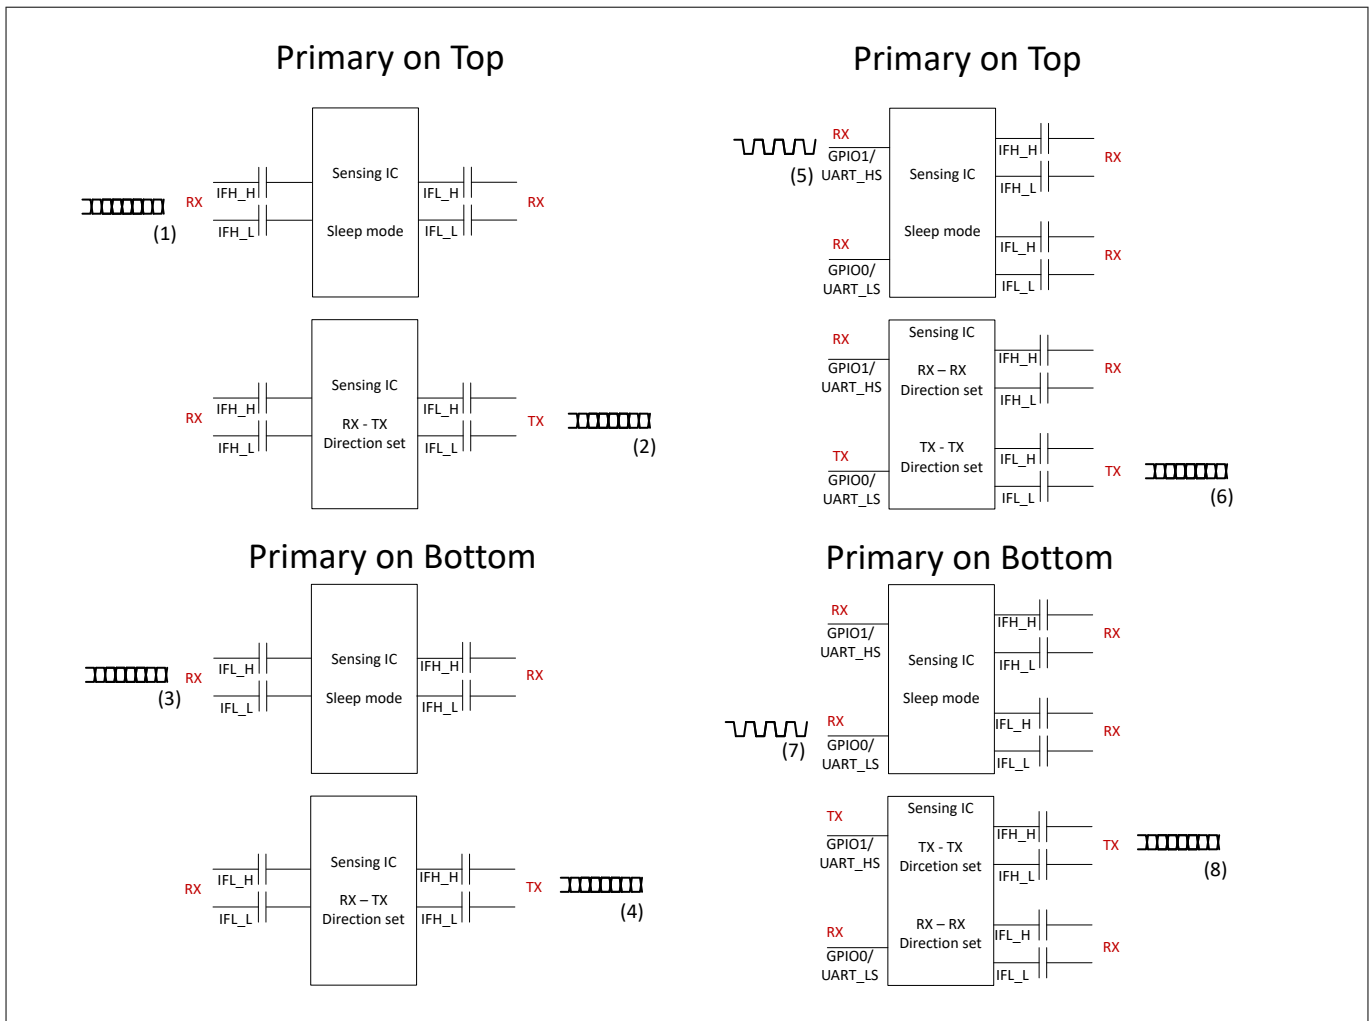 Primary on Top
Sensing IC
Sleep mode
IFH_H
IFH_L
RX
(1)
IFL_H
IFL_L
RX
Sensing IC
RX - TX
Direction set
IFH_H
IFH_L
RX
IFL_H
IFL_L
TX
(2)
Primary on Bottom
Sensing IC
Sleep mode
IFL_H
IFL_L
RX
(3)
IFH_H
IFH_L
RX
Sensing IC
RX – TX
Direction set
IFL_H
IFL_L
RX
IFH_H
IFH_L
TX
(4)
Primary on Top
RX
GPIO1/
UART_HS
(5)
RX
GPIO0/
UART_LS
Sensing IC
Sleep mode
IFH_H
IFH_L
RX
IFL_H
IFL_L
RX
RX
GPIO1/
UART_HS
TX
GPIO0/
UART_LS
Sensing IC
RX – RX
Direction set
TX - TX
Direction set
IFH_H
IFH_L
RX
IFL_H
IFL_L
TX
(6)
Primary on Bottom
RX
GPIO1/
UART_HS
RX
(7)
GPIO0/
UART_LS
Sensing IC
Sleep mode
IFH_H
IFH_L
RX
IFL_H
IFL_L
RX
TX
GPIO1/
UART_HS
RX
GPIO0/
UART_LS
Sensing IC
TX - TX
Dircetion set
RX – RX
Direction set
IFH_H
IFH_L
TX
(8)
IFL_H
IFL_L
RX